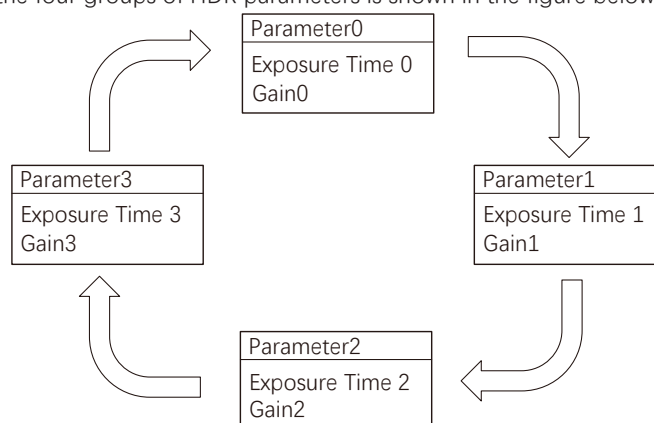 the four groups of HDR parameters is shown in the figure below
Parameter0
Exposure Time 0
Gain0
Parameter3
Exposure Time 3
Gain3
Parameter1
Exposure Time 1
Gain1
Parameter2
Exposure Time 2
Gain2